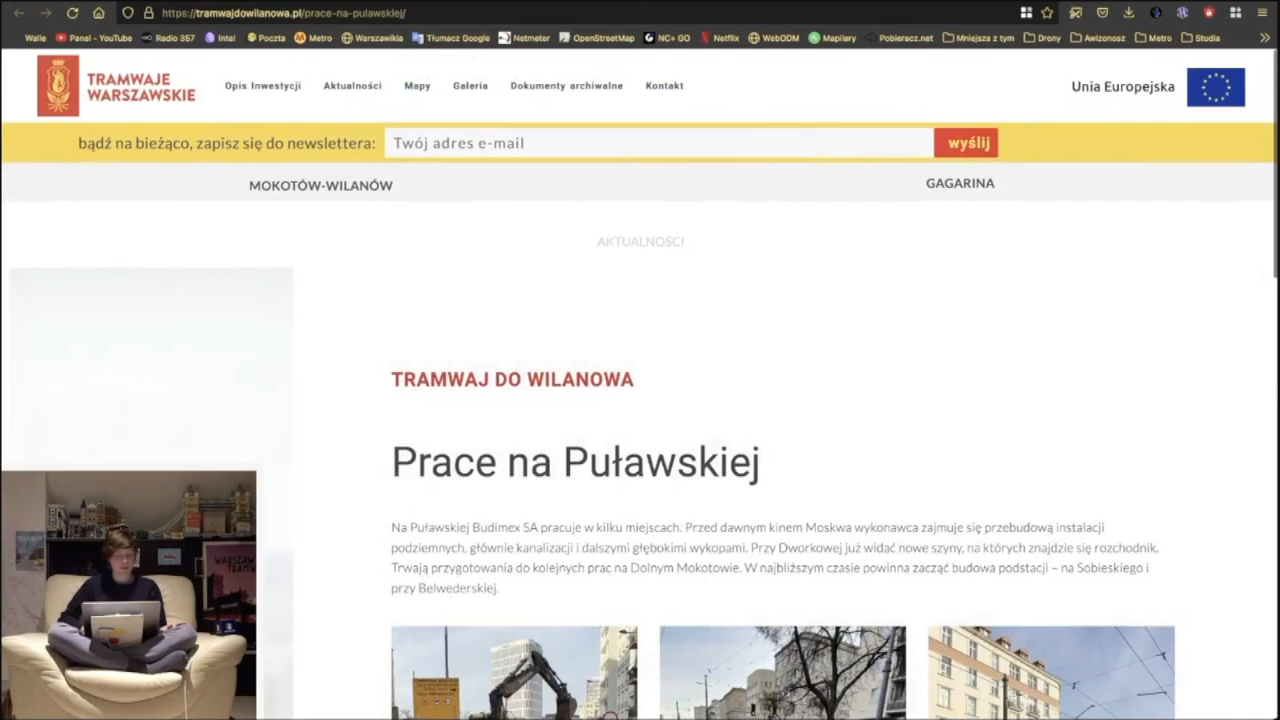 https://tramwajdowilanowa.pl/prace-na-pulawskiej/
Walle Panel - YouTube Radio 357 Intel Poczta Metro Warszawikia Tłumacz Google Netmeter OpenStreetMap NC+ GO Netflix WebODM Mapilary Pobieracz.net Mniejsza z tym Drony Awizonosz Metro Studia
TRAMWAJE
WARSZAWSKIE
Opis Inwestycji Aktualności Mapy Galeria Dokumenty archiwalne Kontakt
Unia Europejska
bądź na bieżąco, zapisz się do newslettera: Twój adres e-mail wyślij
MOKOTÓW-WILANÓW GAGARINA
AKTUALNOŚCI
TRAMWAJ DO WILANOWA
Prace na Puławskiej
Na Puławskiej Budimex SA pracuje w kilku miejscach. Przed dawnym kinem Moskwa wykonawca zajmuje się przebudową instalacji
podziemnych, głównie kanalizacji i dalszymi głębokimi wykopami. Przy Dworkowej już widać nowe szyny, na których znajdzie się rozchodnik.
Trwają przygotowania do kolejnych prac na Dolnym Mokotowie. W najbliższym czasie powinna zacząć budowa podstacji – na Sobieskiego i
przy Belwederskiej.